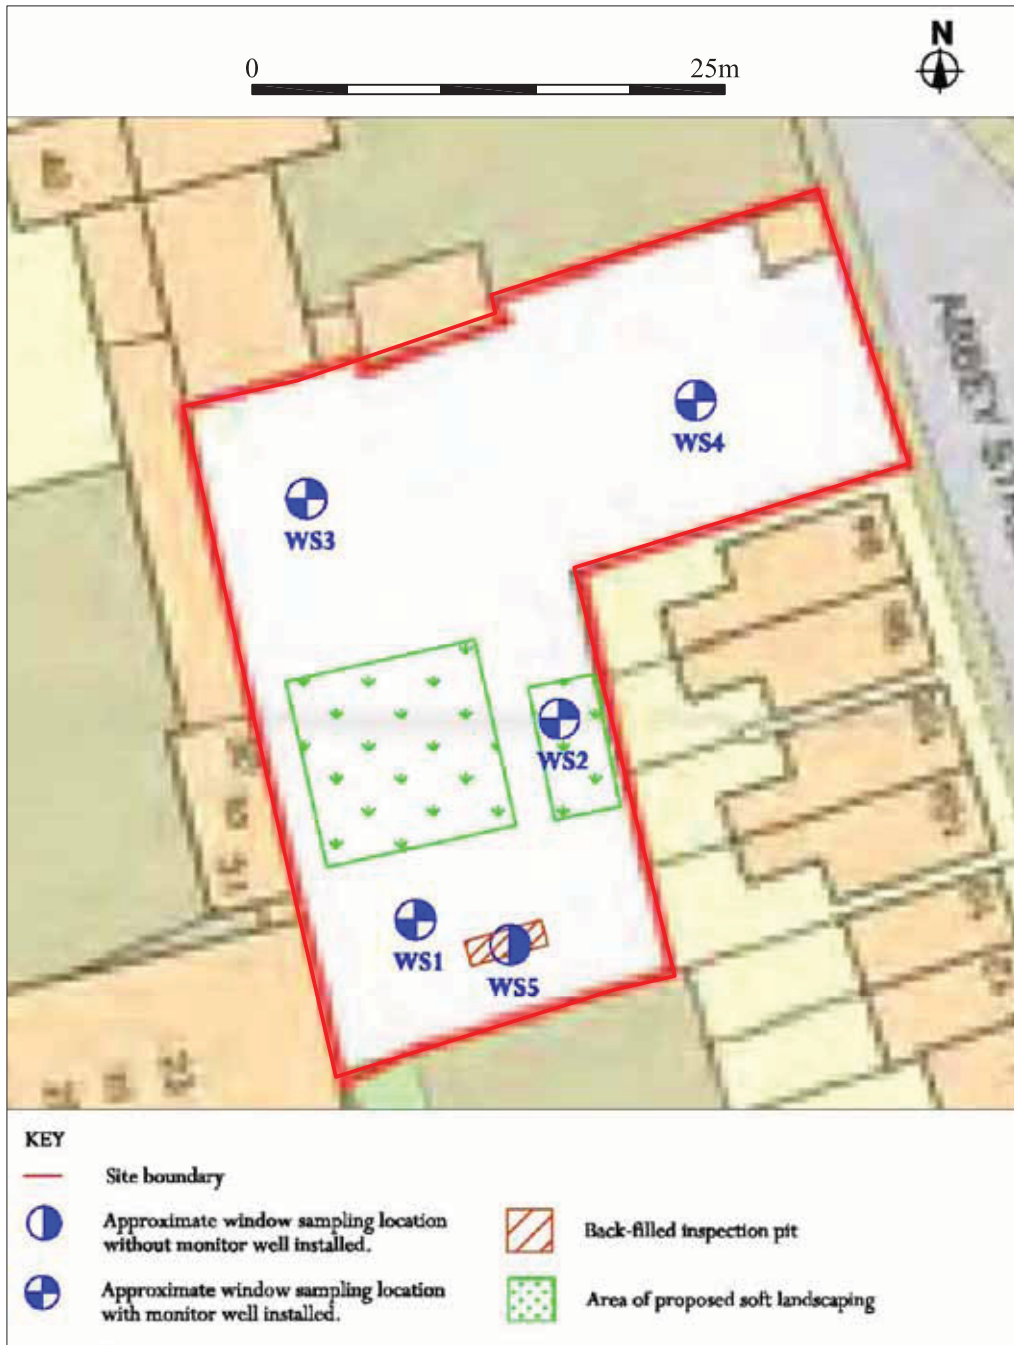 N
0 25m
ABBEY
WS4
WS3
WS2
WS1
WS5
KEY
Site boundary
Approximate window sampling location
without monitor well installed.
Back-filled inspection pit
Approximate window sampling location
with monitor well installed.
Area of proposed soft landscaping